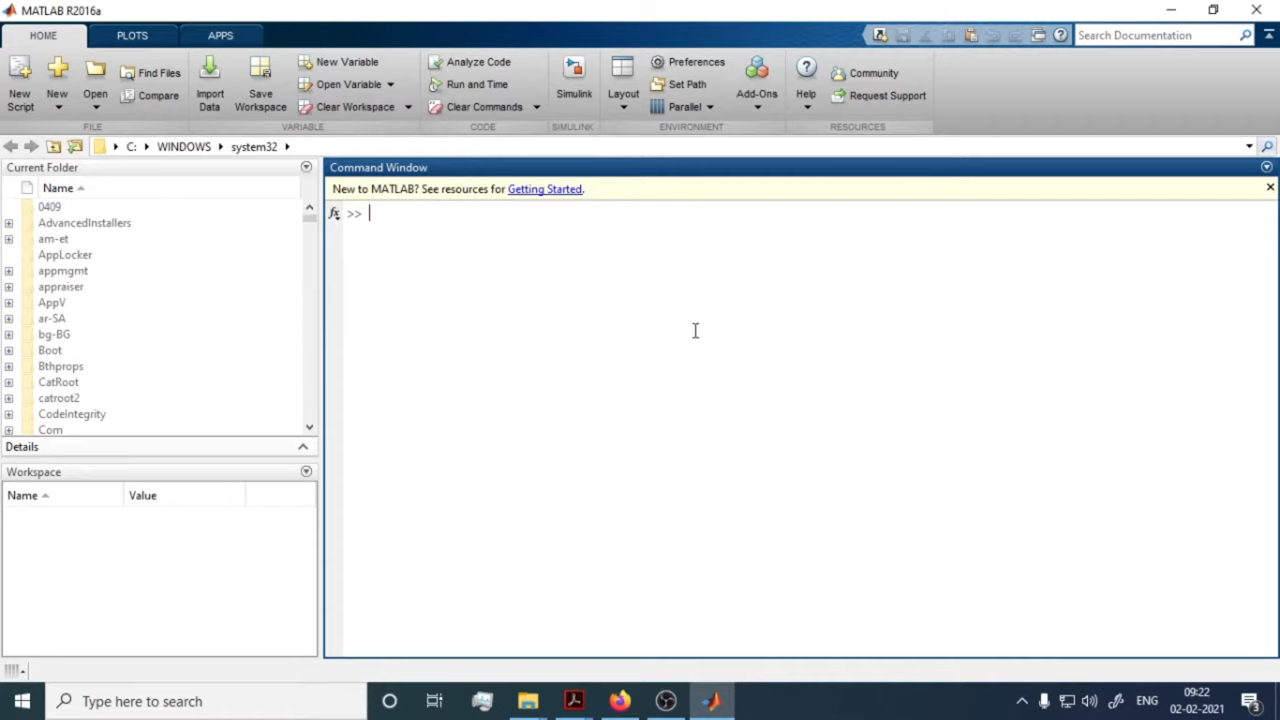 MATLAB R2016a
HOME PLOTS APPS
Search Documentation
New Script
New
Open
Find Files
Compare
FILE
Import Data
Save Workspace
New Variable
Open Variable
Clear Workspace
VARIABLE
Analyze Code
Run and Time
Clear Commands
CODE
Simulink
SIMULINK
Layout
Preferences
Set Path
Parallel
Add-Ons
ENVIRONMENT
Help
Community
Request Support
RESOURCES
C: WINDOWS system32
Current Folder
Name
0409
AdvancedInstallers
am-et
AppLocker
appmgmt
appraiser
AppV
ar-SA
bg-BG
Boot
Bthprops
CatRoot
catroot2
CodeIntegrity
Com
Details
Workspace
Name Value
Command Window
New to MATLAB? See resources for Getting Started.
fx >>
Type here to search
ENG
09:22
02-02-2021
3